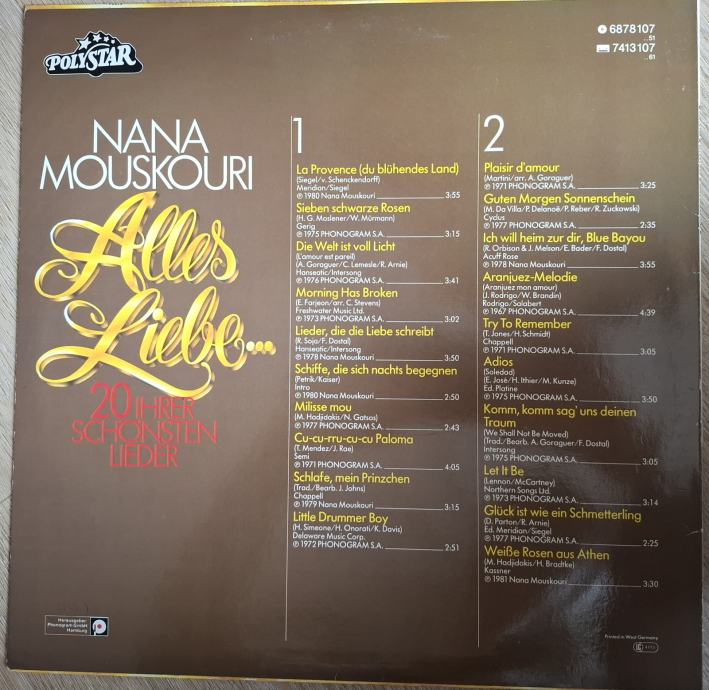 POLYSTAR
6878107
..51
7413107
..61
NANA
MOUSKOURI
Alles
Liebe...
20 IHRER
SCHÖNSTEN
LIEDER
1
La Provence (du blühendes Land)
(Siegel/v. Schenckendorff)
Meridian/Siegel
℗ 1980 Nana Mouskouri 3:55
Sieben schwarze Rosen
(H. G. Moslener/W. Mürmann)
Gerig
℗ 1975 PHONOGRAM S.A. 3:15
Die Welt ist voll Licht
(L'amour est pareil)
(A. Goraguer/C. Lemesle/R. Arnie)
Hanseatic/Intersong
℗ 1976 PHONOGRAM S.A. 3:41
Morning Has Broken
(E. Farjeon/arr. C. Stevens)
Freshwater Music Ltd.
℗ 1973 PHONOGRAM S.A. 3:02
Lieder, die die Liebe schreibt
(R. Soja/F. Dostal)
Hanseatic/Intersong
℗ 1978 Nana Mouskouri 3:50
Schiffe, die sich nachts begegnen
(Petrik/Kaiser)
Intro
℗ 1980 Nana Mouskouri 2:50
Milisse mou
(M. Hadjidakis/N. Gatsos)
℗ 1977 PHONOGRAM S.A. 2:43
Cu-cu-rru-cu-cu Paloma
(T. Mendez/J. Rae)
Semi
℗ 1971 PHONOGRAM S.A. 4:05
Schlafe, mein Prinzchen
(Trad./Bearb. J. Johns)
Chappell
℗ 1979 Nana Mouskouri 3:15
Little Drummer Boy
(H. Simeone/H. Onorati/K. Davis)
Delaware Music Corp.
℗ 1972 PHONOGRAM S.A. 2:51
2
Plaisir d'amour
(Martini/arr. A. Goraguer)
℗ 1971 PHONOGRAM S.A. 3:25
Guten Morgen Sonnenschein
(M. Da Villa/P. Delanoë/P. Reber/R. Zuckowski)
Cyclus
℗ 1977 PHONOGRAM S.A. 2:35
Ich will heim zur dir, Blue Bayou
(R. Orbison & J. Melson/E. Bader/F. Dostal)
Acuff Rose
℗ 1978 Nana Mouskouri 3:55
Aranjuez-Melodie
(Aranjuez mon amour)
(J. Rodrigo/W. Brandin)
Rodrigo/Salabert
℗ 1967 PHONOGRAM S.A. 4:39
Try To Remember
(T. Jones/H. Schmidt)
Chappell
℗ 1971 PHONOGRAM S.A. 3:05
Adios
(Soledad)
(E. José/H. Ithier/M. Kunze)
Ed. Platine
℗ 1975 PHONOGRAM S.A. 3:50
Komm, komm sag' uns deinen
Traum
(We Shall Not Be Moved)
(Trad./Bearb. A. Goraguer/F. Dostal)
Intersong
℗ 1975 PHONOGRAM S.A. 3:05
Let It Be
(Lennon/McCartney)
Northern Songs Ltd.
℗ 1973 PHONOGRAM S.A. 3:14
Glück ist wie ein Schmetterling
(D. Parton/R. Arnie)
Ed. Meridian/Siegel
℗ 1977 PHONOGRAM S.A. 2:25
Weiße Rosen aus Athen
(M. Hadjidakis/H. Bradtke)
Kassner
℗ 1981 Nana Mouskouri 3:30
Herausgeber:
Phonogram GmbH
Hamburg
Printed in West Germany